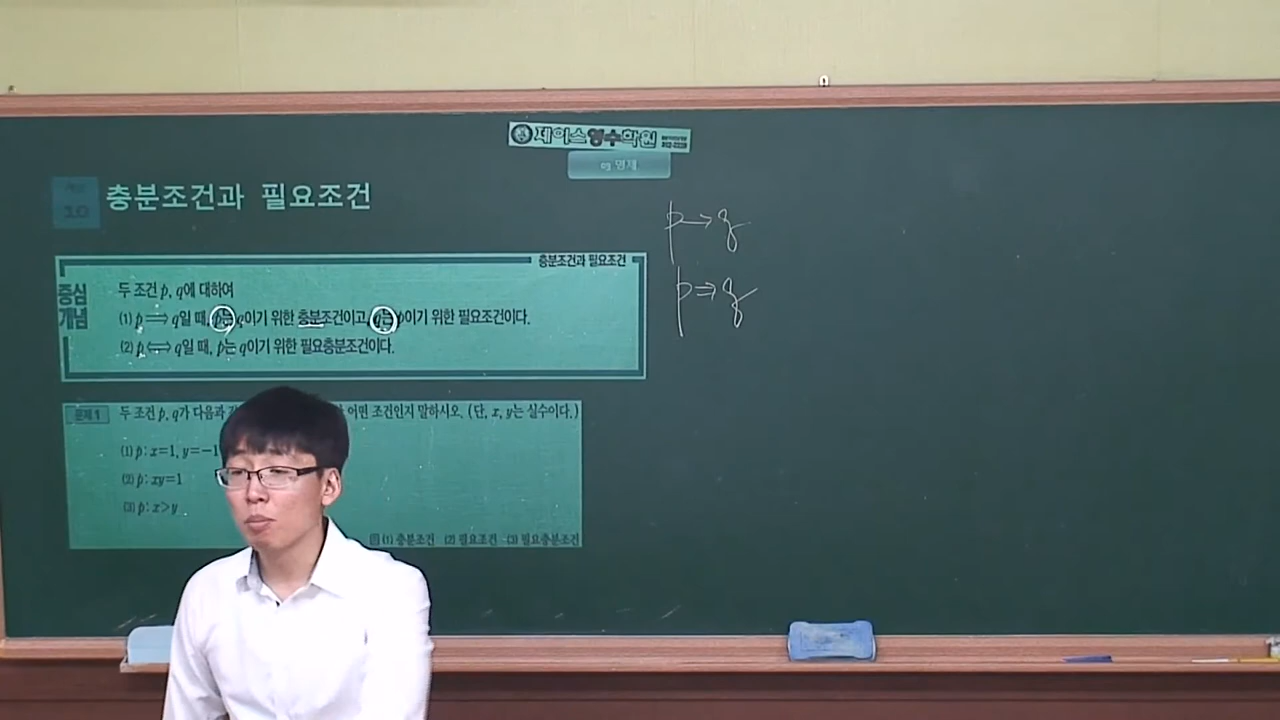 제이스영수학원
03 명제
10
충분조건과 필요조건
p → q
충분조건과 필요조건
중심 개념
두 조건 p, q에 대하여
p ⇒ q
(1) p ⟹ q일 때, p는 q이기 위한 충분조건이고, q는 p이기 위한 필요조건이다.
(2) p ⟺ q일 때, p는 q이기 위한 필요충분조건이다.
문제 1 두 조건 p, q가 다음과 어떤 조건인지 말하시오. (단, x, y는 실수이다.)
(1) p: x=1, y=-1
(2) p: xy=1
(3) p: x>y
답 (1) 충분조건 (2) 필요조건 (3) 필요충분조건